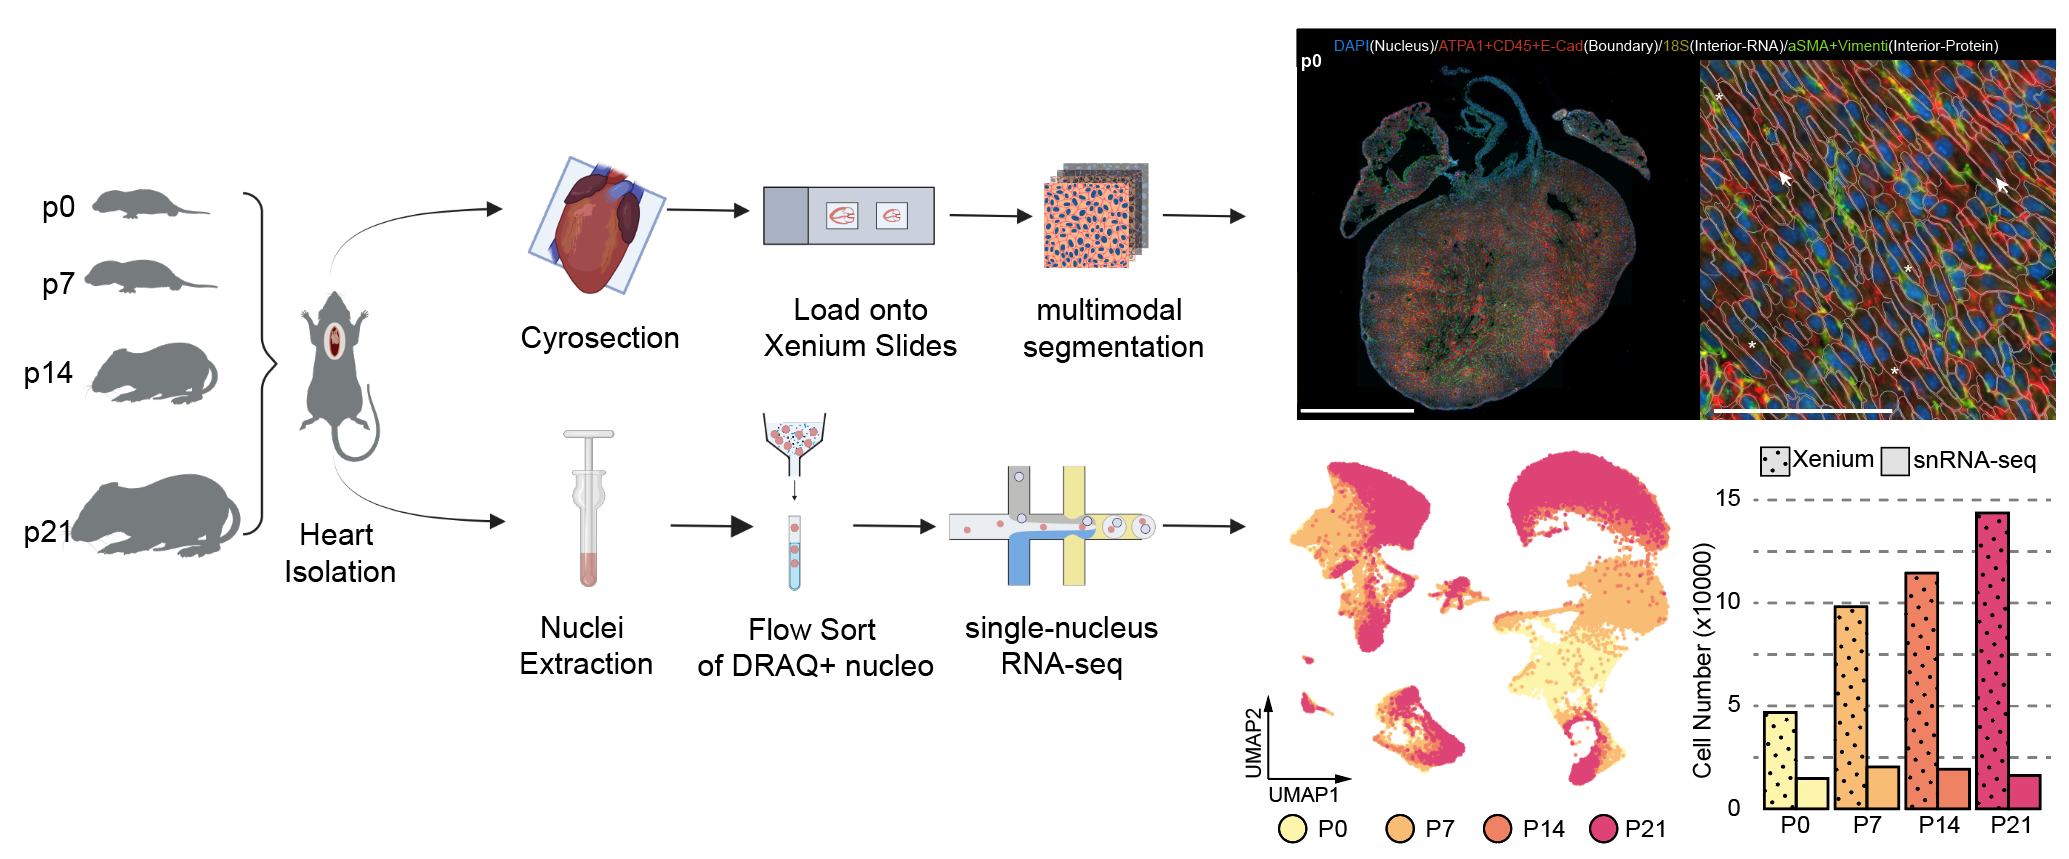 p0
p7
p14
p21
Heart
Isolation
Cyrosection
Load onto
Xenium Slides
multimodal
segmentation
Nuclei
Extraction
Flow Sort
of DRAQ+ nucleo
single-nucleus
RNA-seq
DAPI(Nucleus)/ATPA1+CD45+E-Cad(Boundary)/18S(Interior-RNA)/aSMA+Vimenti(Interior-Protein)
p0
*
*
*
*
UMAP2
UMAP1
P0 P7 P14 P21
Xenium snRNA-seq
Cell Number (x10000)
15
10
5
0
P0 P7 P14 P21